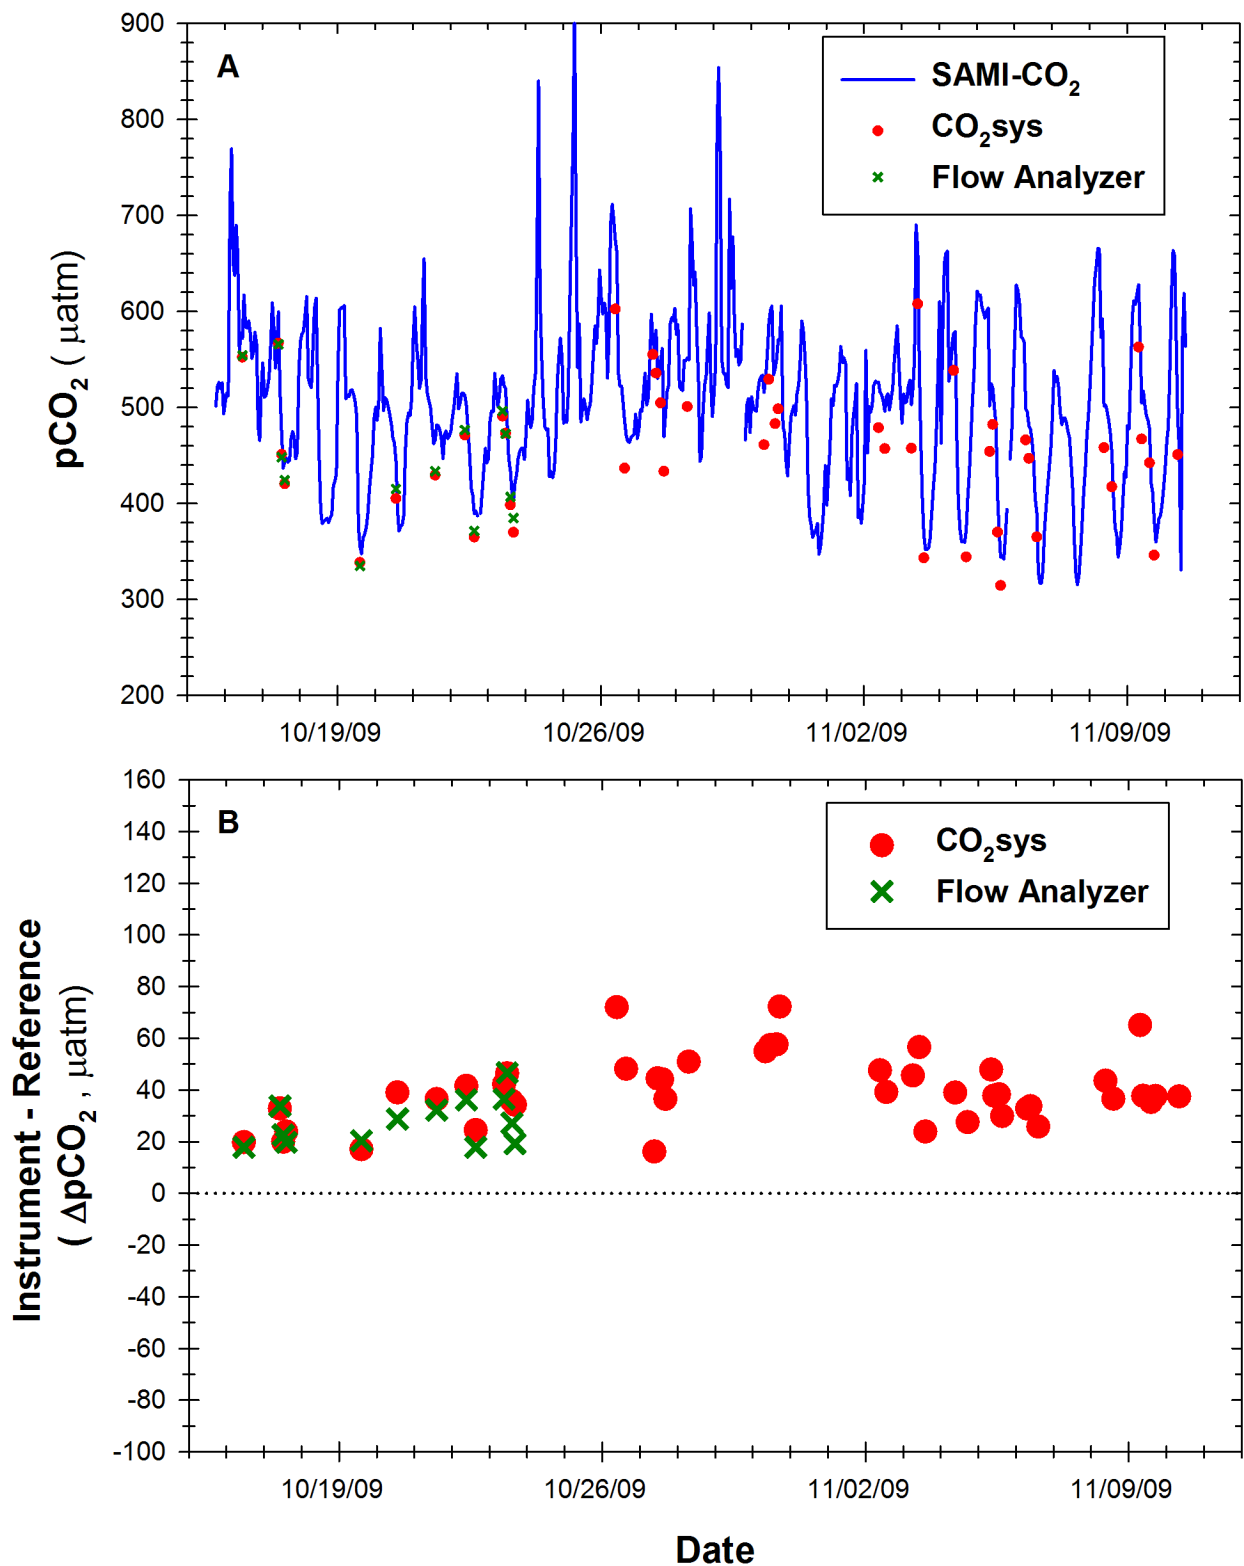 A
SAMI-CO₂
CO₂sys
Flow Analyzer
900
800
700
600
500
400
300
200
pCO₂ ( µatm)
10/19/09 10/26/09 11/02/09 11/09/09
B
CO₂sys
Flow Analyzer
160
140
120
100
80
60
40
20
0
-20
-40
-60
-80
-100
Instrument - Reference
( ΔpCO₂ , µatm)
10/19/09 10/26/09 11/02/09 11/09/09
Date